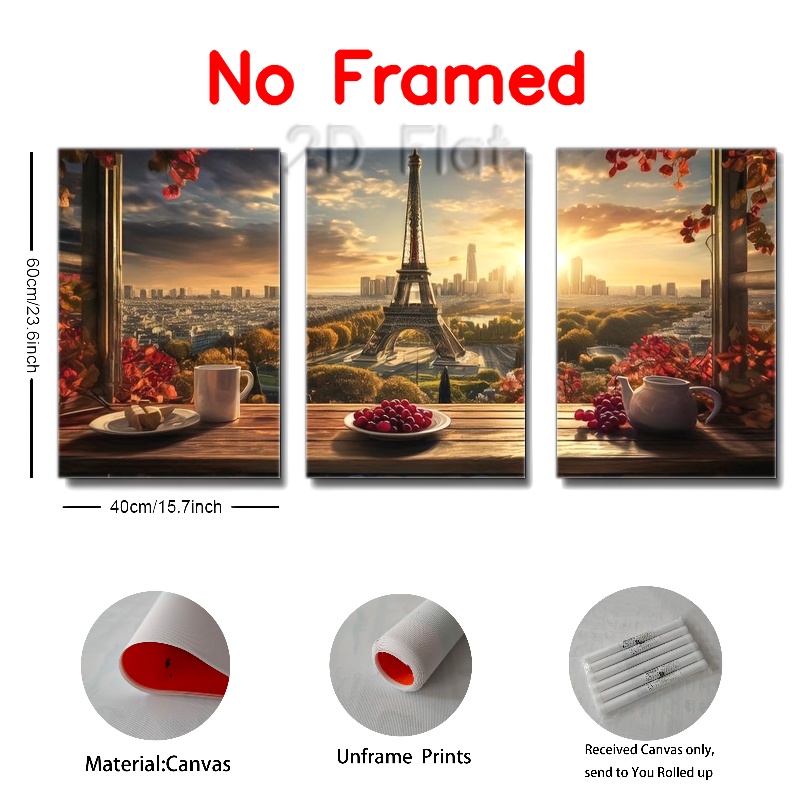 No Framed
2D Flat
60cm/23.6inch
40cm/15.7inch
Material:Canvas
Unframe Prints
Received Canvas only,
send to You Rolled up